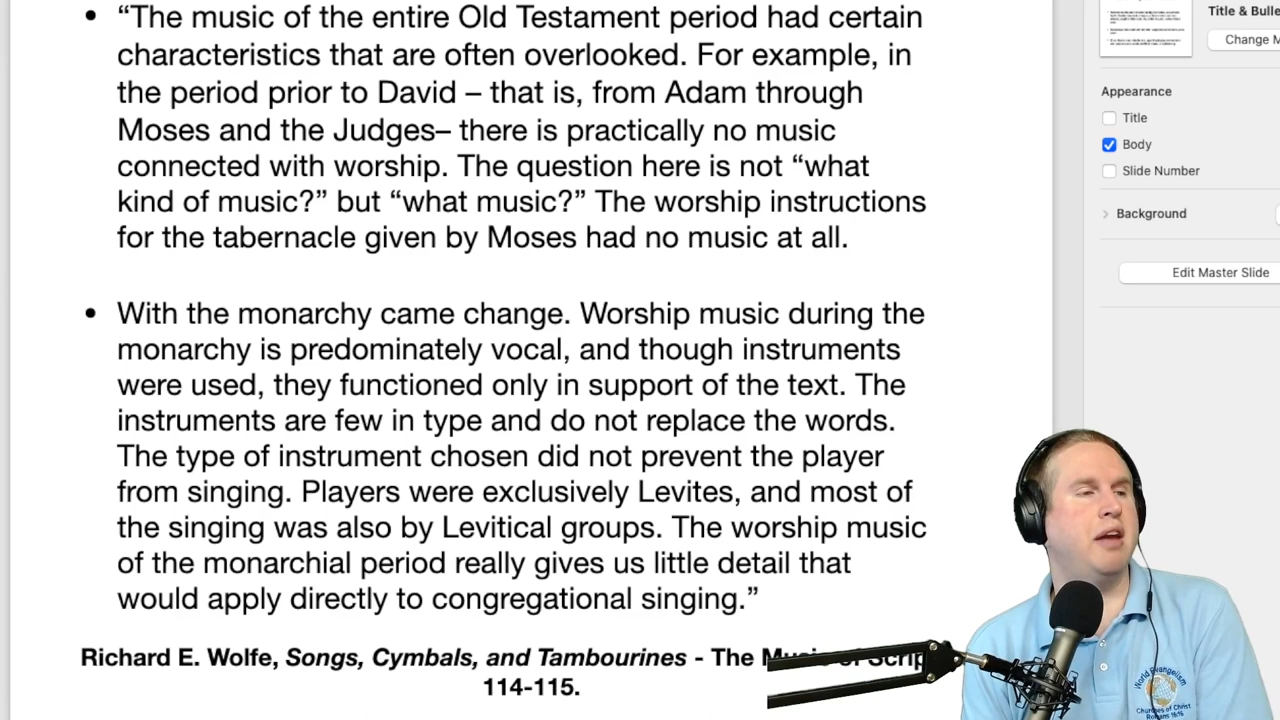 • “The music of the entire Old Testament period had certain
characteristics that are often overlooked. For example, in
the period prior to David – that is, from Adam through
Moses and the Judges– there is practically no music
connected with worship. The question here is not “what
kind of music?” but “what music?” The worship instructions
for the tabernacle given by Moses had no music at all.
• With the monarchy came change. Worship music during the
monarchy is predominately vocal, and though instruments
were used, they functioned only in support of the text. The
instruments are few in type and do not replace the words.
The type of instrument chosen did not prevent the player
from singing. Players were exclusively Levites, and most of
the singing was also by Levitical groups. The worship music
of the monarchial period really gives us little detail that
would apply directly to congregational singing.”
Richard E. Wolfe, Songs, Cymbals, and Tambourines - The
114-115.
Title &
Change
Appearance
Title
Body
Slide Number
Background
Edit Master Slide
World Evangelism
Churches of Christ
Romans 16:16